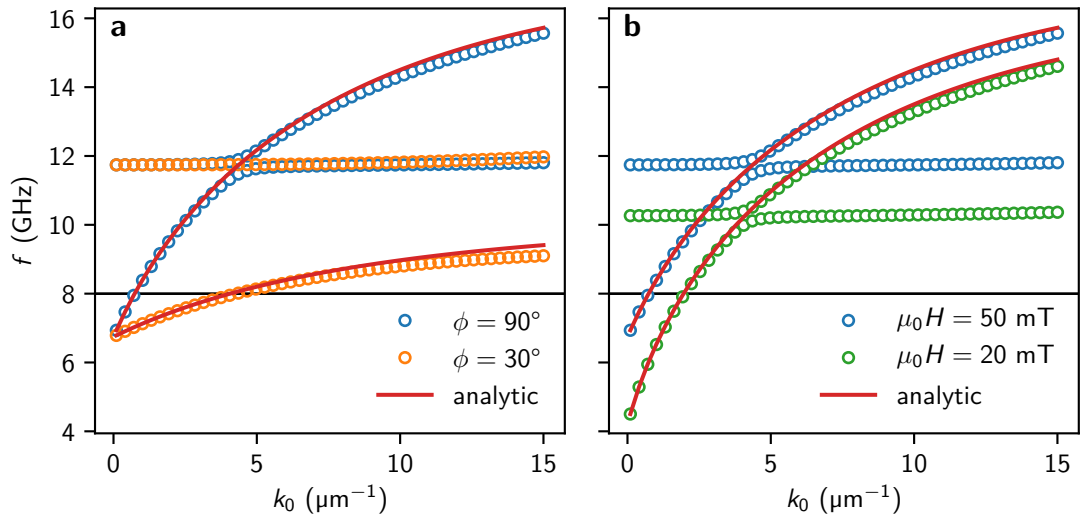 a
b
16
14
12
10
8
6
4
f (GHz)
ϕ = 90°
ϕ = 30°
analytic
μ₀H = 50 mT
μ₀H = 20 mT
analytic
0 5 10 15
0 5 10 15
k₀ (μm⁻¹)
k₀ (μm⁻¹)